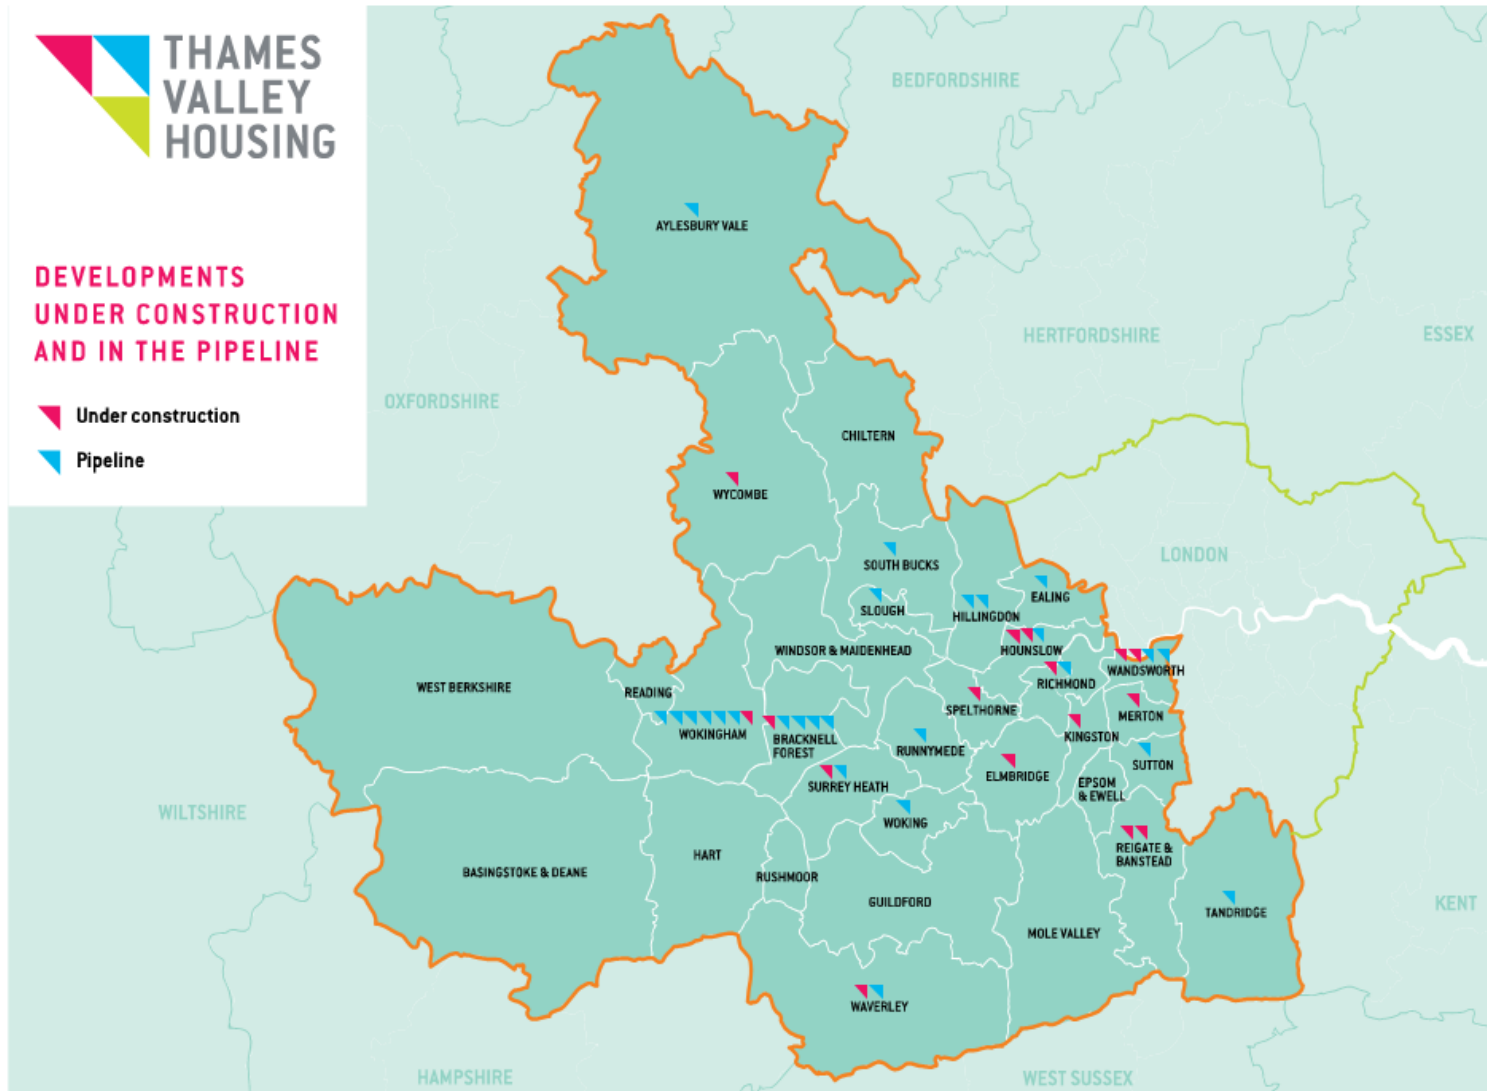 THAMES
VALLEY
HOUSING
DEVELOPMENTS
UNDER CONSTRUCTION
AND IN THE PIPELINE
Under construction
Pipeline
BEDFORDSHIRE
AYLESBURY VALE
HERTFORDSHIRE
ESSEX
OXFORDSHIRE
CHILTERN
WYCOMBE
LONDON
SOUTH BUCKS
EALING
SLOUGH
HILLINGDON
HOUNSLOW
WINDSOR & MAIDENHEAD
WANDSWORTH
RICHMOND
WEST BERKSHIRE
READING
SPELTHORNE
MERTON
WOKINGHAM
BRACKNELL
FOREST
KINGSTON
RUNNYMEDE
SUTTON
ELMBRIDGE
SURREY HEATH
EPSOM
& EWELL
WILTSHIRE
WOKING
REIGATE &
BANSTEAD
HART
BASINGSTOKE & DEANE
RUSHMOOR
GUILDFORD
KENT
TANDRIDGE
MOLE VALLEY
WAVERLEY
HAMPSHIRE
WEST SUSSEX